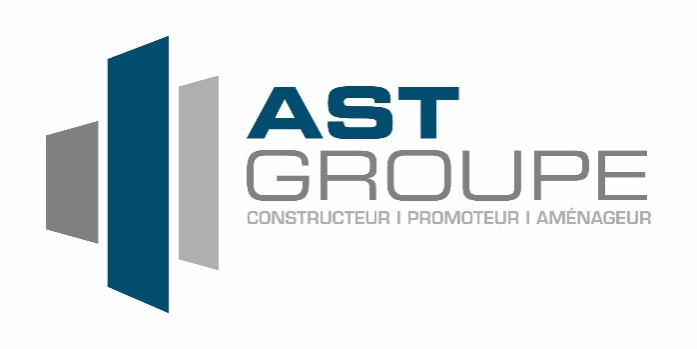 AST
GROUPE
CONSTRUCTEUR I PROMOTEUR I AMÉNAGEUR